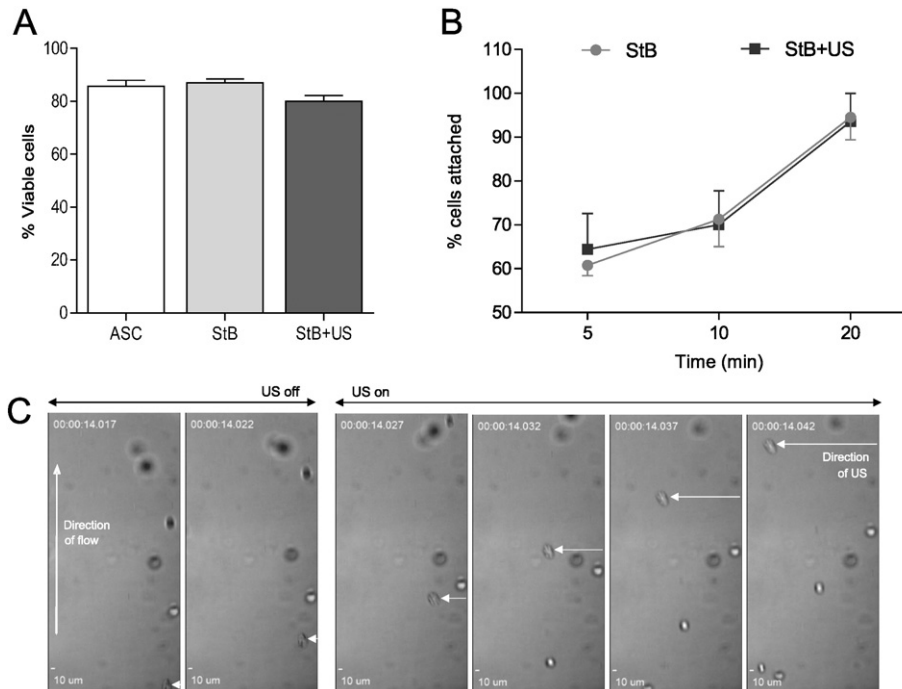 A
% Viable cells
100
80
60
40
20
0
ASC
StB
StB+US
B
StB
StB+US
% cells attached
110
100
90
80
70
60
50
5
10
20
Time (min)
C
US off
US on
00:00:14.017
00:00:14.022
00:00:14.027
00:00:14.032
00:00:14.037
00:00:14.042
Direction
of flow
Direction
of US
10 um
10 um
10 um
10 um
10 um
10 um